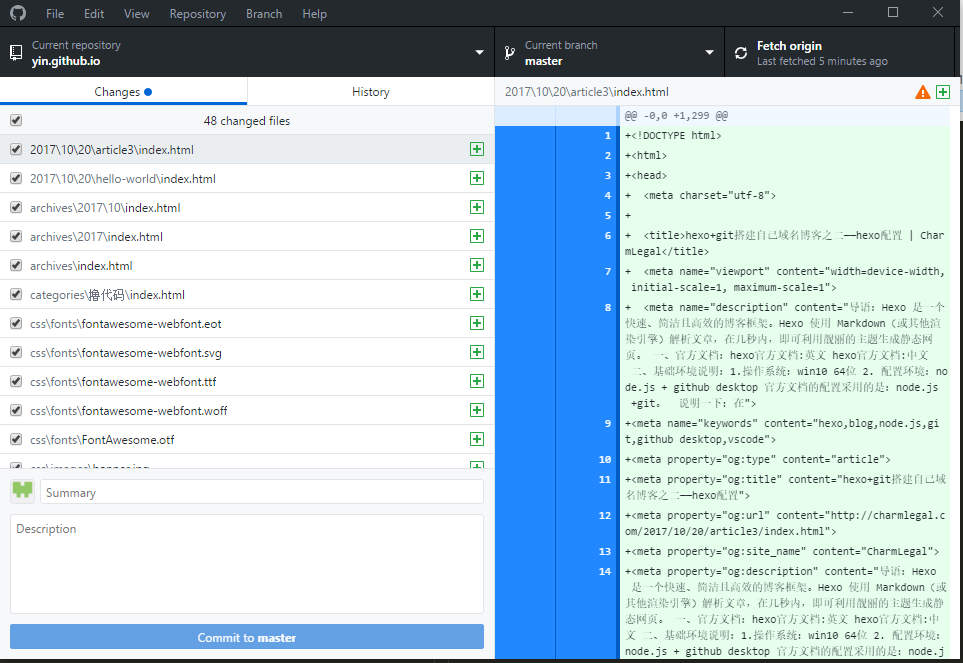 File Edit View Repository Branch Help
Current repository
yin.github.io
Current branch
master
Fetch origin
Last fetched 5 minutes ago
Changes
History
48 changed files
2017\10\20\article3\index.html
2017\10\20\hello-world\index.html
archives\2017\10\index.html
archives\2017\index.html
archives\index.html
categories\撸代码\index.html
css\fonts\fontawesome-webfont.eot
css\fonts\fontawesome-webfont.svg
css\fonts\fontawesome-webfont.ttf
css\fonts\fontawesome-webfont.woff
css\fonts\FontAwesome.otf
css\images\banner.jpg
Summary
Description
Commit to master
2017\10\20\article3\index.html
@@ -0,0 +1,299 @@
1 +<!DOCTYPE html>
2 +<html>
3 +<head>
4 +  <meta charset="utf-8">
5 +
6 +  <title>hexo+git搭建自己域名博客之二——hexo配置 | Char
mLegal</title>
7 +  <meta name="viewport" content="width=device-width,
initial-scale=1, maximum-scale=1">
8 +  <meta name="description" content="导语：Hexo 是一个
快速、简洁且高效的博客框架。Hexo 使用 Markdown（或其他渲
染引擎）解析文章，在几秒内，即可利用靓丽的主题生成静态网
页。 一、官方文档：hexo官方文档:英文 hexo官方文档:中文
二、基础环境说明：1.操作系统：win10 64位 2. 配置环境：no
de.js + github desktop 官方文档的配置采用的是：node.js
+git。 说明一下：在">
9 +<meta name="keywords" content="hexo,blog,node.js,gi
t,github desktop,vscode">
10 +<meta property="og:type" content="article">
11 +<meta property="og:title" content="hexo+git搭建自己域
名博客之二——hexo配置">
12 +<meta property="og:url" content="http://charmlegal.c
om/2017/10/20/article3/index.html">
13 +<meta property="og:site_name" content="CharmLegal">
14 +<meta property="og:description" content="导语：Hexo
是一个快速、简洁且高效的博客框架。Hexo 使用 Markdown（或
其他渲染引擎）解析文章，在几秒内，即可利用靓丽的主题生成静
态网页。 一、官方文档：hexo官方文档:英文 hexo官方文档:中
文 二、基础环境说明：1.操作系统：win10 64位 2. 配置环境：
node.js + github desktop 官方文档的配置采用的是：node.j